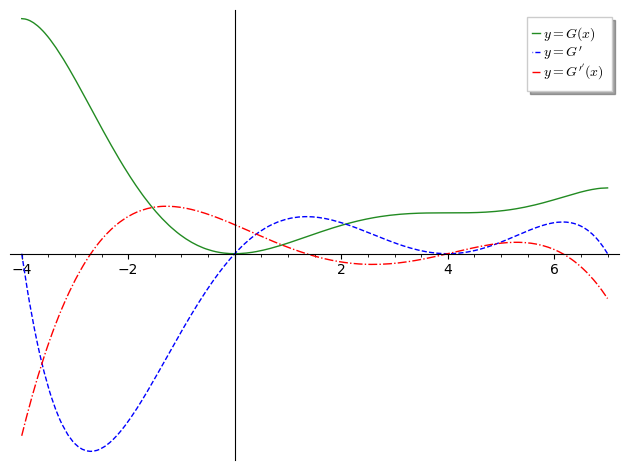 y = G(x)
y = G ′
y = G′′(x)
−4
−2
2
4
6